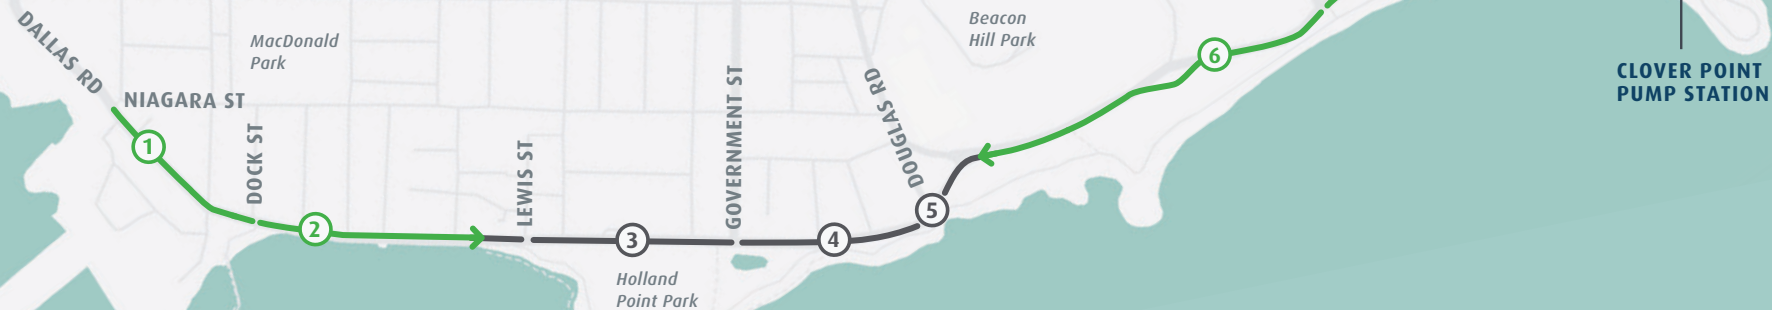 DALLAS RD
MacDonald
Park
NIAGARA ST
1
DOCK ST
2
LEWIS ST
3
Holland
Point Park
GOVERNMENT ST
4
DOUGLAS RD
5
Beacon
Hill Park
6
CLOVER POINT
PUMP STATION